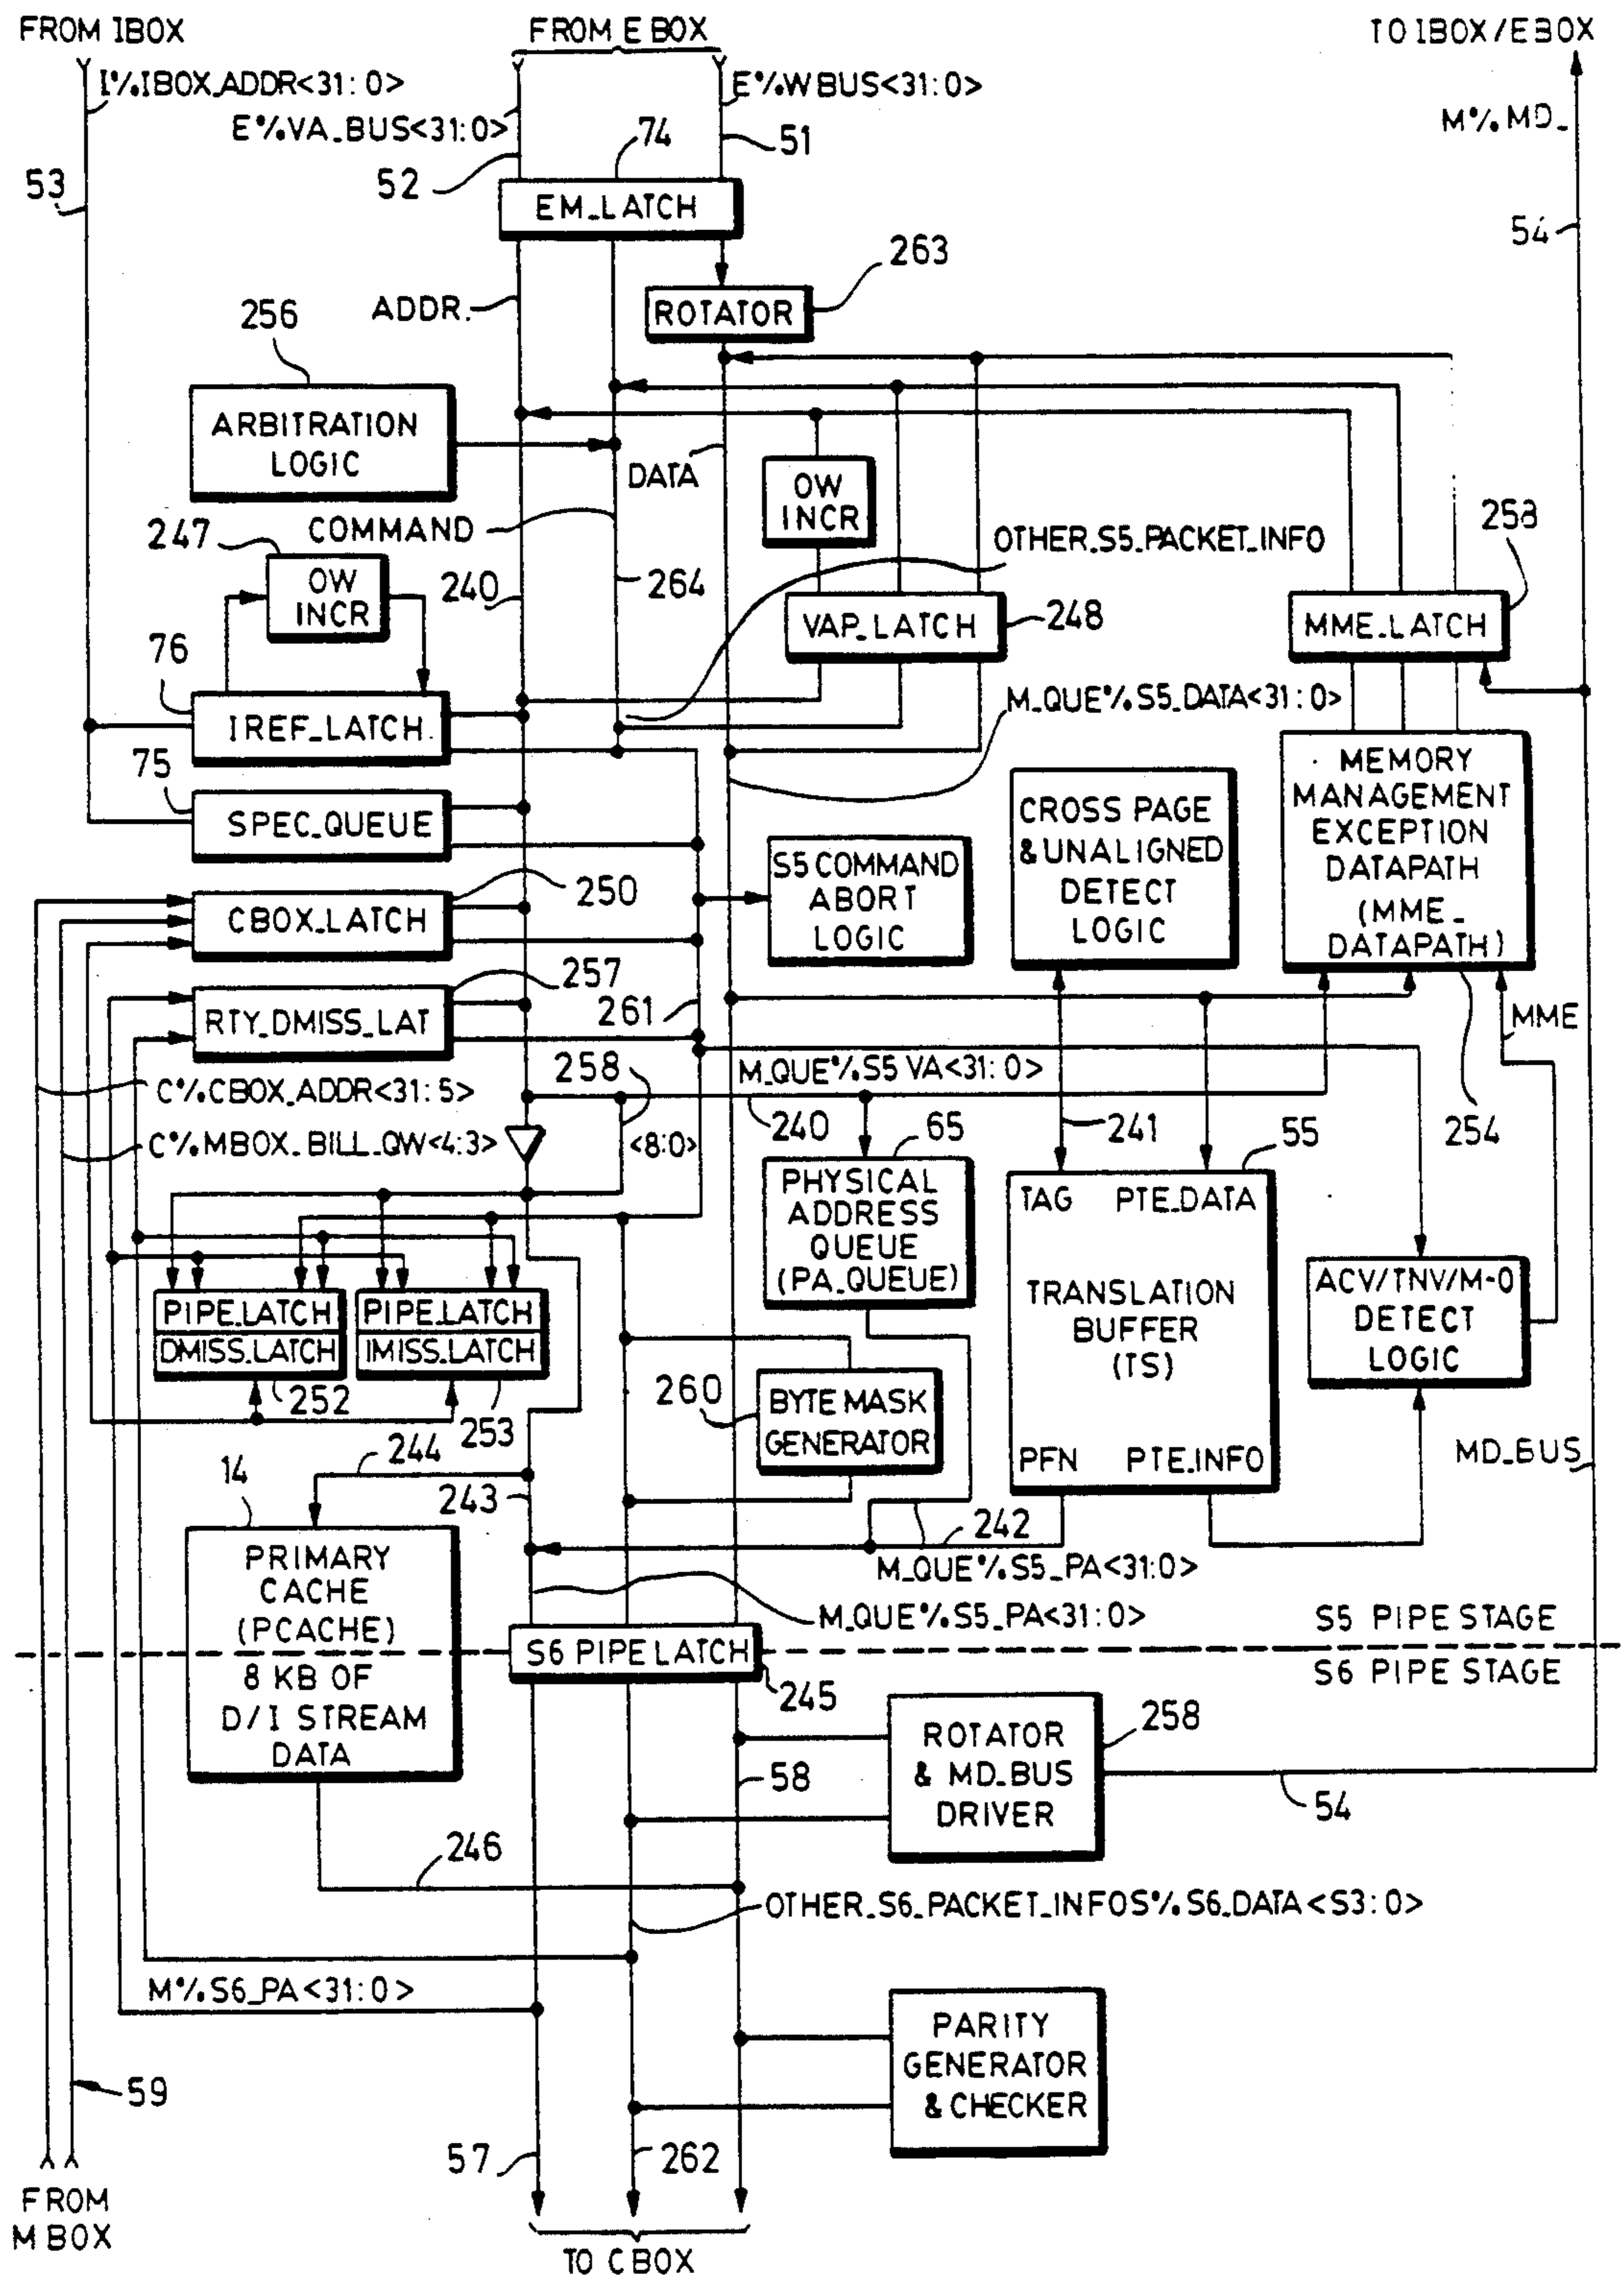 FROM IBOX
FROM E BOX
TO IBOX/EBOX
I%IBOX_ADDR<31:0>
E%WBUS<31:0>
E%VA_BUS<31:0>
M%MD_
74
51
53
52
EM_LATCH
54
263
ADDR.
ROTATOR
256
ARBITRATION
LOGIC
DATA
OW
INCR
COMMAND
247
OW
INCR
240
264
OTHER_S5_PACKET_INFO
258
VAP_LATCH
248
MME_LATCH
76
IREF_LATCH
M_QUE%S5_DATA<31:0>
75
SPEC_QUEUE
MEMORY
MANAGEMENT
EXCEPTION
DATAPATH
(MME_
DATAPATH)
CROSS PAGE
& UNALIGNED
DETECT
LOGIC
S5 COMMAND
ABORT
LOGIC
250
CBOX_LATCH
257
RTY_DMISS_LAT
261
MME
C%CBOX_ADDR<31:5>
258
M_QUE%S5VA<31:0>
240
65
241
55
254
C%MBOX_BILL_QW<4:3>
<8:0>
PHYSICAL
ADDRESS
QUEUE
(PA_QUEUE)
TAG PTE_DATA
TRANSLATION
BUFFER
(TS)
PFN PTE_INFO
ACV/TNV/M-0
DETECT
LOGIC
PIPE_LATCH
DMISS_LATCH
PIPE_LATCH
IMISS_LATCH
252
253
260
BYTE MASK
GENERATOR
244
14
243
MD_BUS
242
M_QUE%S5_PA<31:0>
PRIMARY
CACHE
(PCACHE)
8 KB OF
D/I STREAM
DATA
M_QUE%S5_PA<31:0>
S5 PIPE STAGE
S6 PIPE LATCH
S6 PIPE STAGE
245
ROTATOR
& MD_BUS
DRIVER
258
58
54
246
OTHER_S6_PACKET_INFOS%S6_DATA<S3:0>
M%S6_PA<31:0>
PARITY
GENERATOR
& CHECKER
59
57
262
FROM
M BOX
TO CBOX